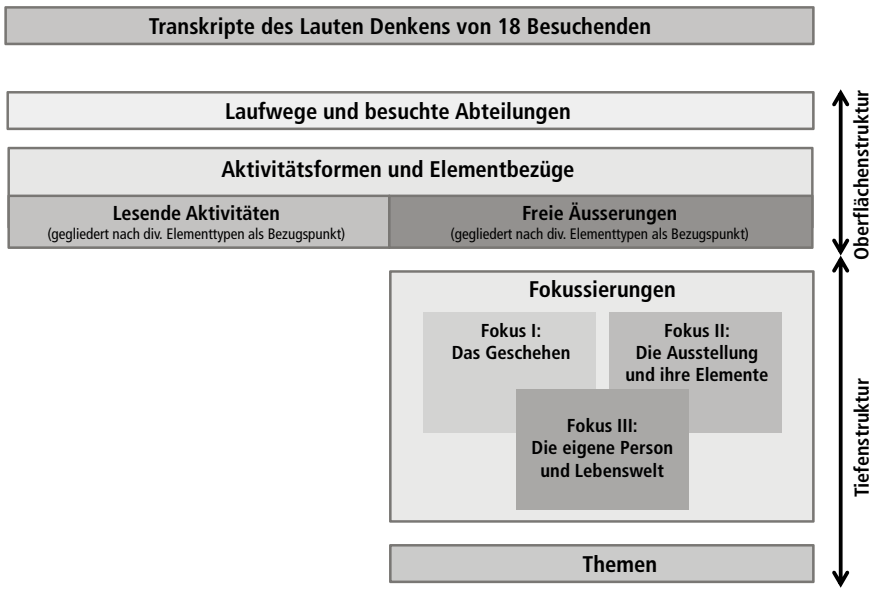 Transkripte des Lauten Denkens von 18 Besuchenden
Laufwege und besuchte Abteilungen
Aktivitätsformen und Elementbezüge
Lesende Aktivitäten
(gegliedert nach div. Elementtypen als Bezugspunkt)
Freie Äusserungen
(gegliedert nach div. Elementtypen als Bezugspunkt)
Oberflächenstruktur
Fokussierungen
Fokus I:
Das Geschehen
Fokus II:
Die Ausstellung
und ihre Elemente
Fokus III:
Die eigene Person
und Lebenswelt
Themen
Tiefenstruktur